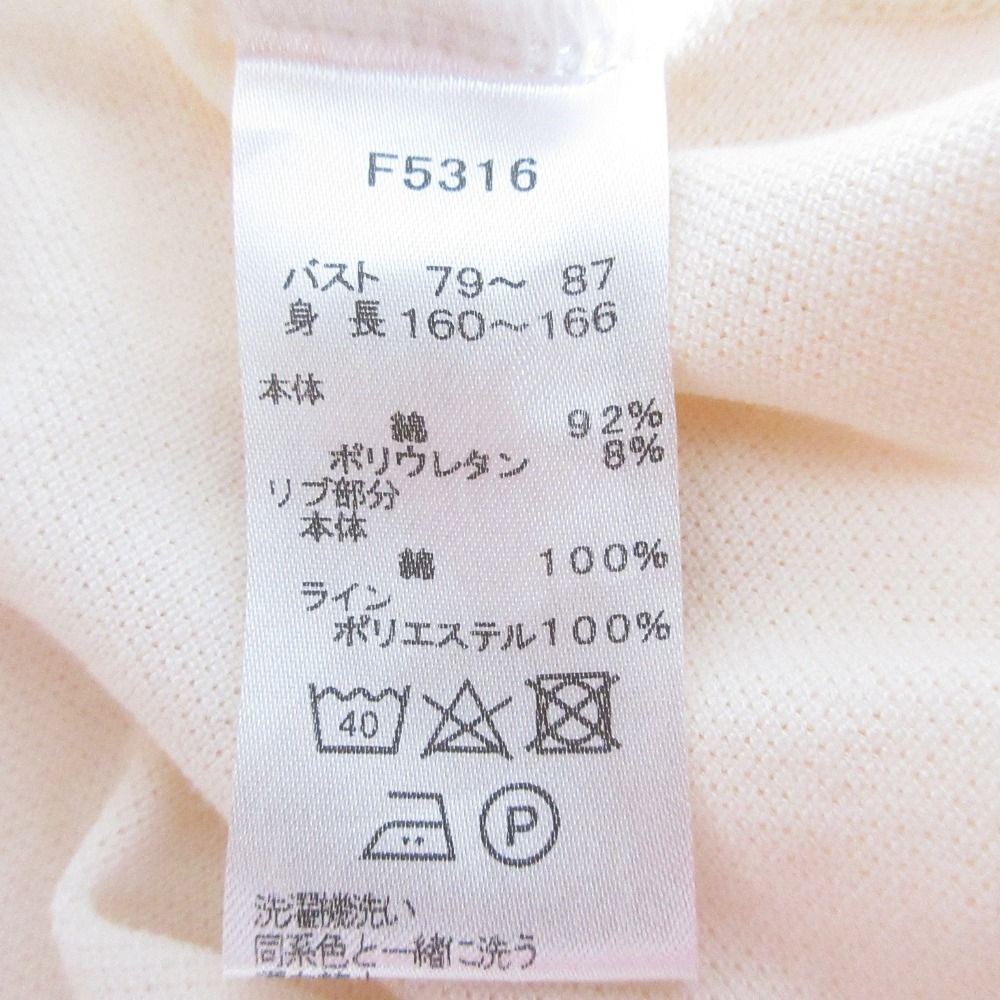 F5316
バスト 79～ 87
身 長 160～166
本体
綿 92%
ポリウレタン 8%
リブ部分
本体
綿 100%
ライン
ポリエステル100%
40
P
洗濯機洗い
同系色と一緒に洗う